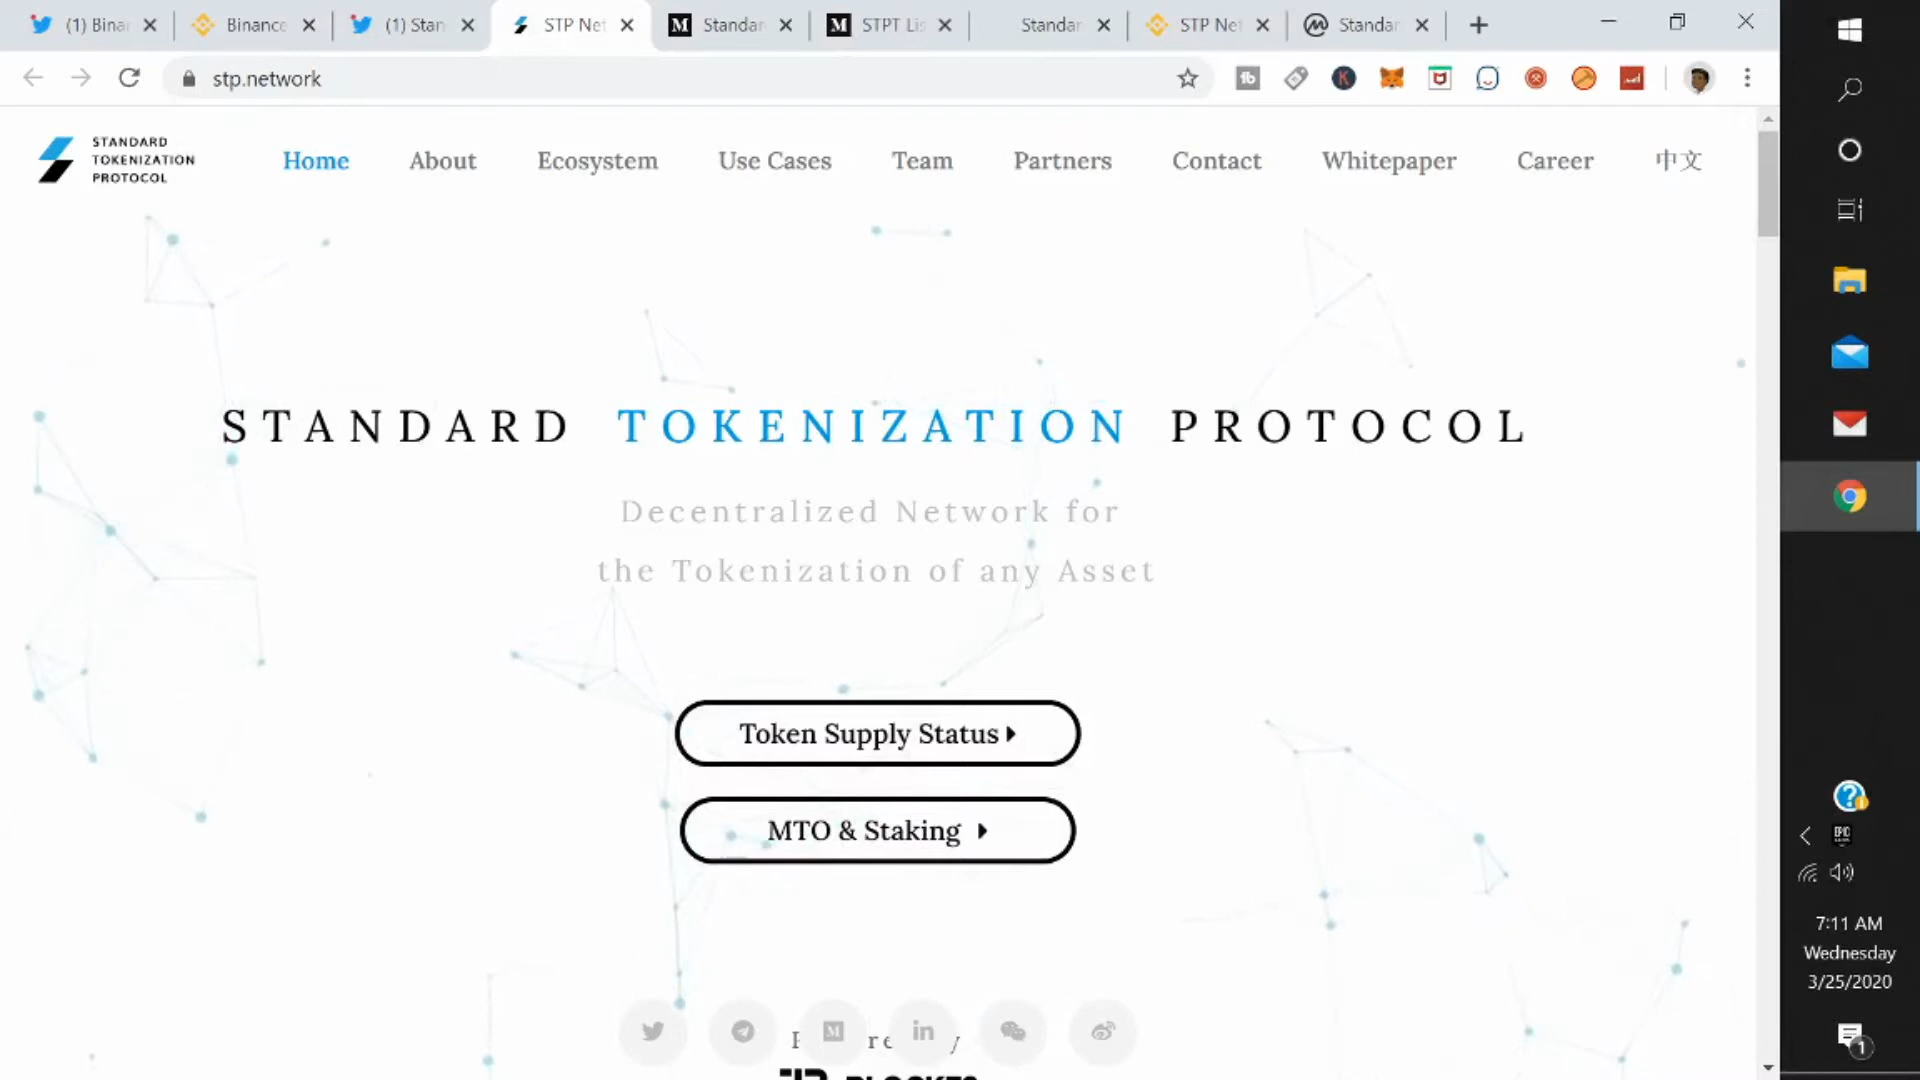 (1) Binan
Binance
(1) Stan
STP Net
Standar
STPT Lis
Standar
STP Net
Standar
stp.network
STANDARD
TOKENIZATION
PROTOCOL
Home
About
Ecosystem
Use Cases
Team
Partners
Contact
Whitepaper
Career
中文
STANDARD TOKENIZATION PROTOCOL
Decentralized Network for
the Tokenization of any Asset
Token Supply Status
MTO & Staking
7:11 AM
Wednesday
3/25/2020
1